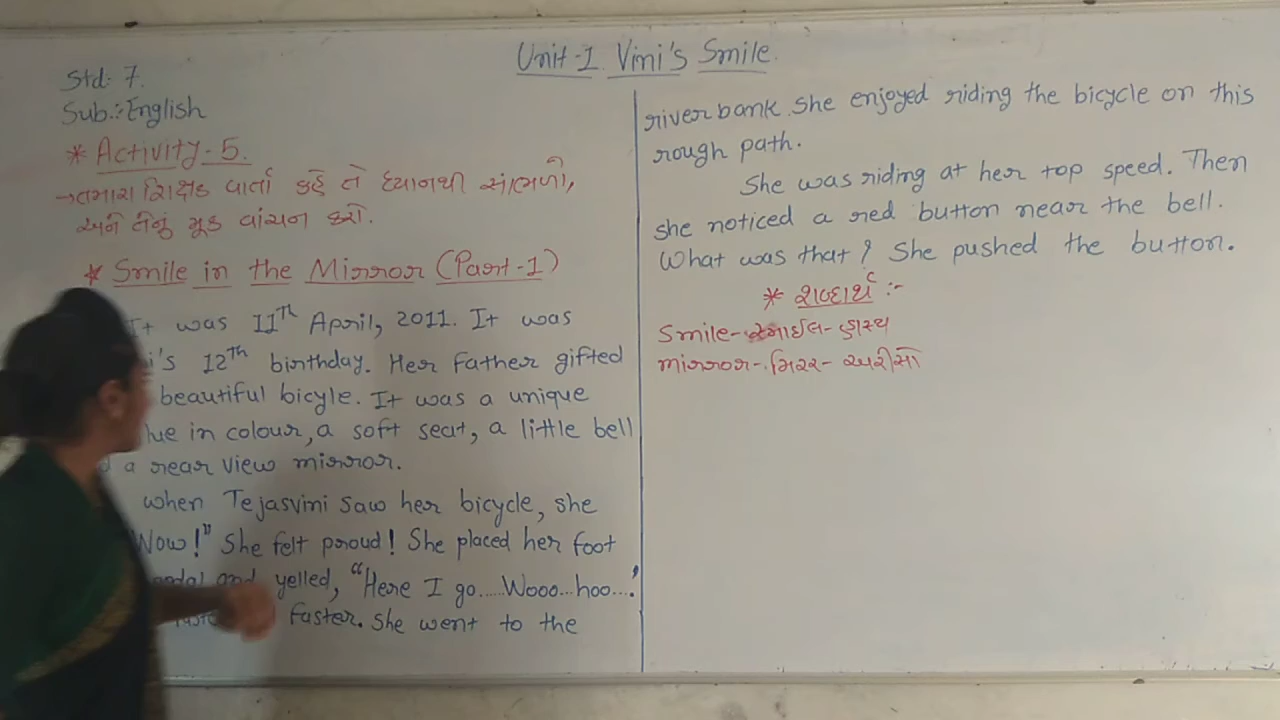 Unit-1 Vini's Smile
Std: 7.
Sub.:English
* Activity-5.
→તમારા શિક્ષક વાર્તા કહે તે ધ્યાનથી સાંભળો,
અને તેનું મૂક વાંચન કરો.
* Smile in the Mirror (Part-1)
It was 11Th April, 2011. It was
i's 12Th birthday. Her Father gifted
beautiful bicyle. It was a unique
lue in colour, a soft seat, a little bell
a rear view mirror.
when Tejasvini saw her bicycle, she
Wow!" She felt proud! She placed her foot
and yelled, "Here I go.....Wooo...hoo...."
Faster. She went to the
river bank. She enjoyed riding the bicycle on this
rough path.
She was riding at her top speed. Then
she noticed a red button near the bell.
What was that? She pushed the button.
* શબ્દાર્થ :-
Smile-સ્માઈલ-હાસ્ય
mirror-મિરર-અરીસો